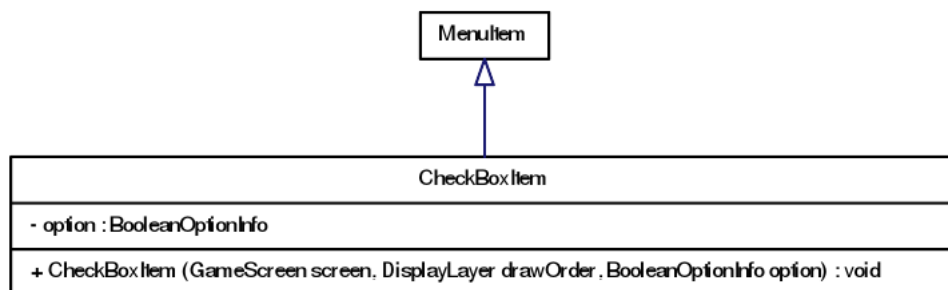 MenuItem
CheckBoxItem
- option : BooleanOptionInfo
+ CheckBoxItem (GameScreen screen, DisplayLayer drawOrder, BooleanOptionInfo option) : void